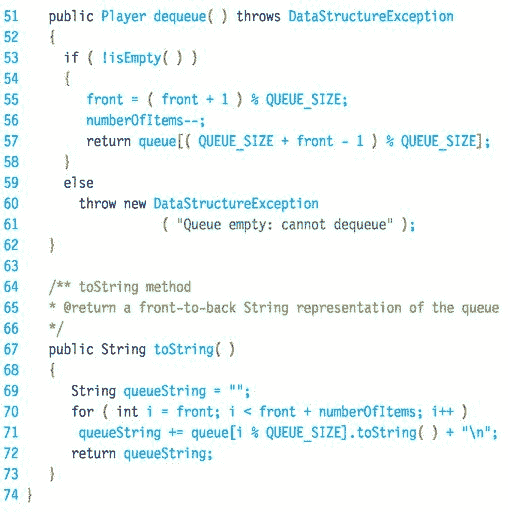 51 public Player dequeue( ) throws DataStructureException
52 {
53 if ( !isEmpty( ) )
54 {
55 front = ( front + 1 ) % QUEUE_SIZE;
56 numberOfItems--;
57 return queue[( QUEUE_SIZE + front - 1 ) % QUEUE_SIZE];
58 }
59 else
60 throw new DataStructureException
61 ( "Queue empty: cannot dequeue" );
62 }
63
64 /** toString method
65 * @return a front-to-back String representation of the queue
66 */
67 public String toString( )
68 {
69 String queueString = "";
70 for ( int i = front; i < front + numberOfItems; i++ )
71 queueString += queue[i % QUEUE_SIZE].toString( ) + "\n";
72 return queueString;
73 }
74 }